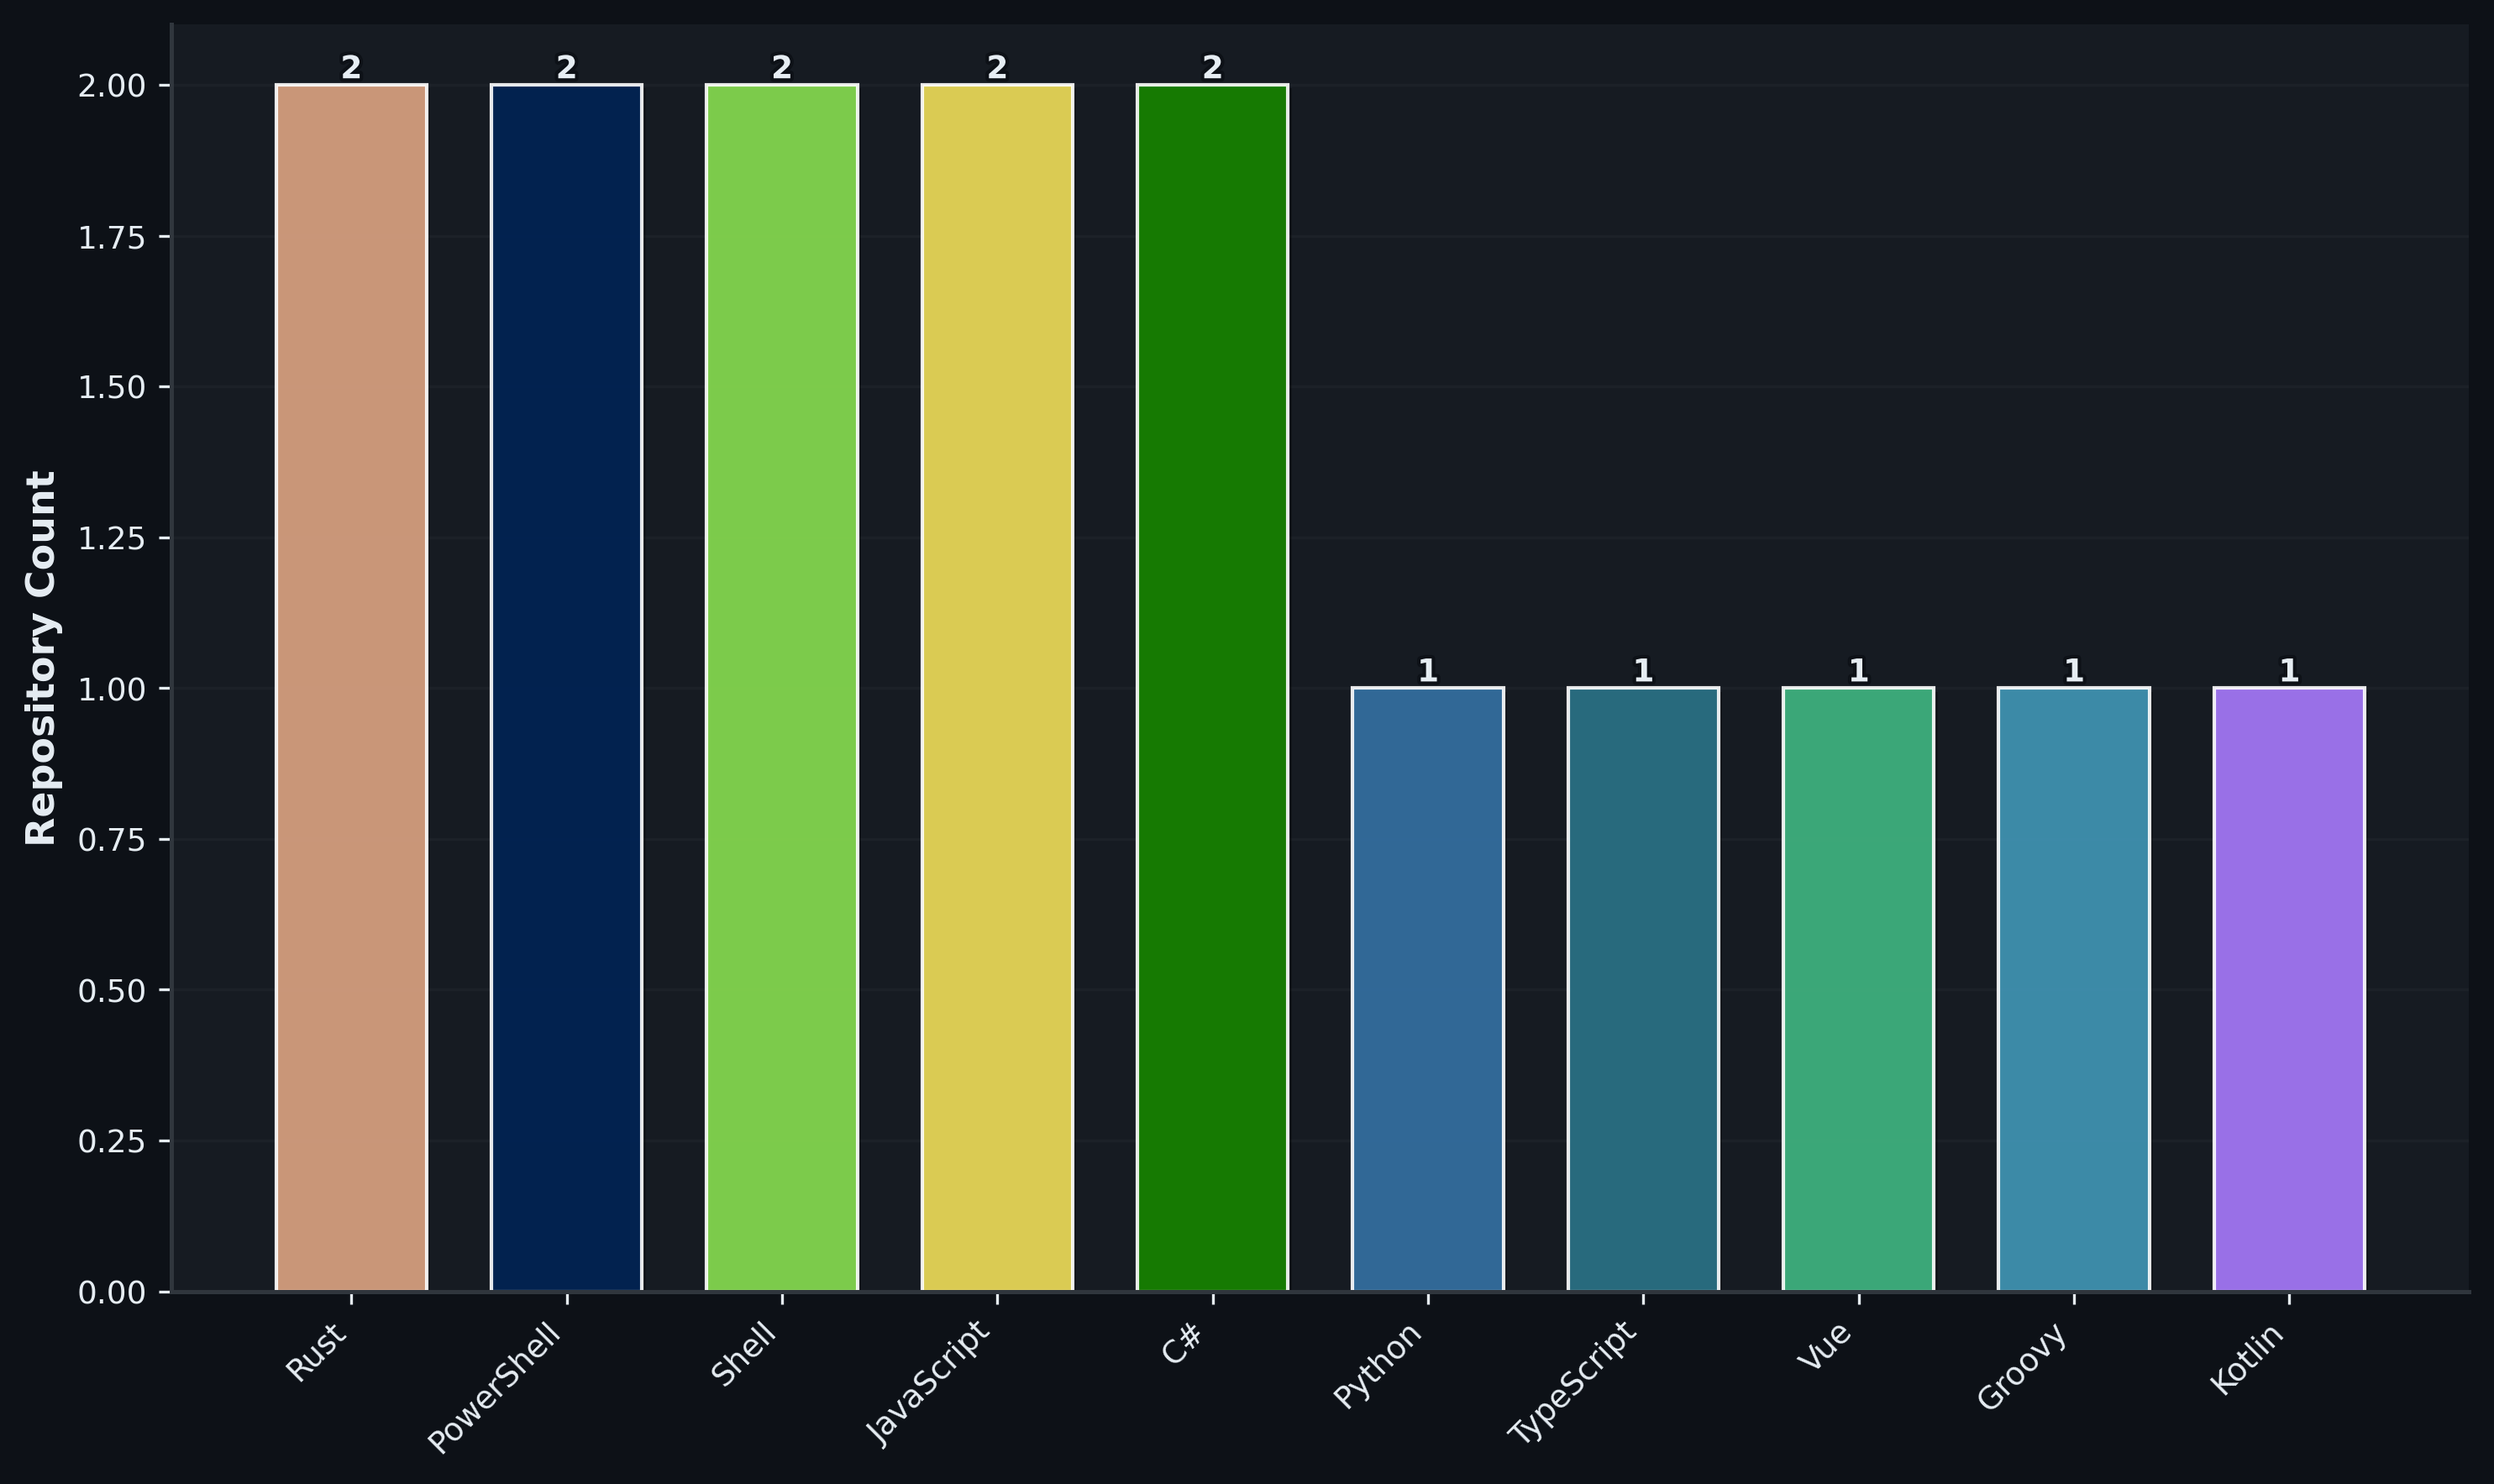 2 2 2 2 2
2.00
1.75
1.50
1.25
1 1 1 1 1
1.00
0.75
0.50
0.25
0.00
Repository Count
Rust
PowerShell
Shell
JavaScript
C#
Python
TypeScript
Vue
Groovy
Kotlin